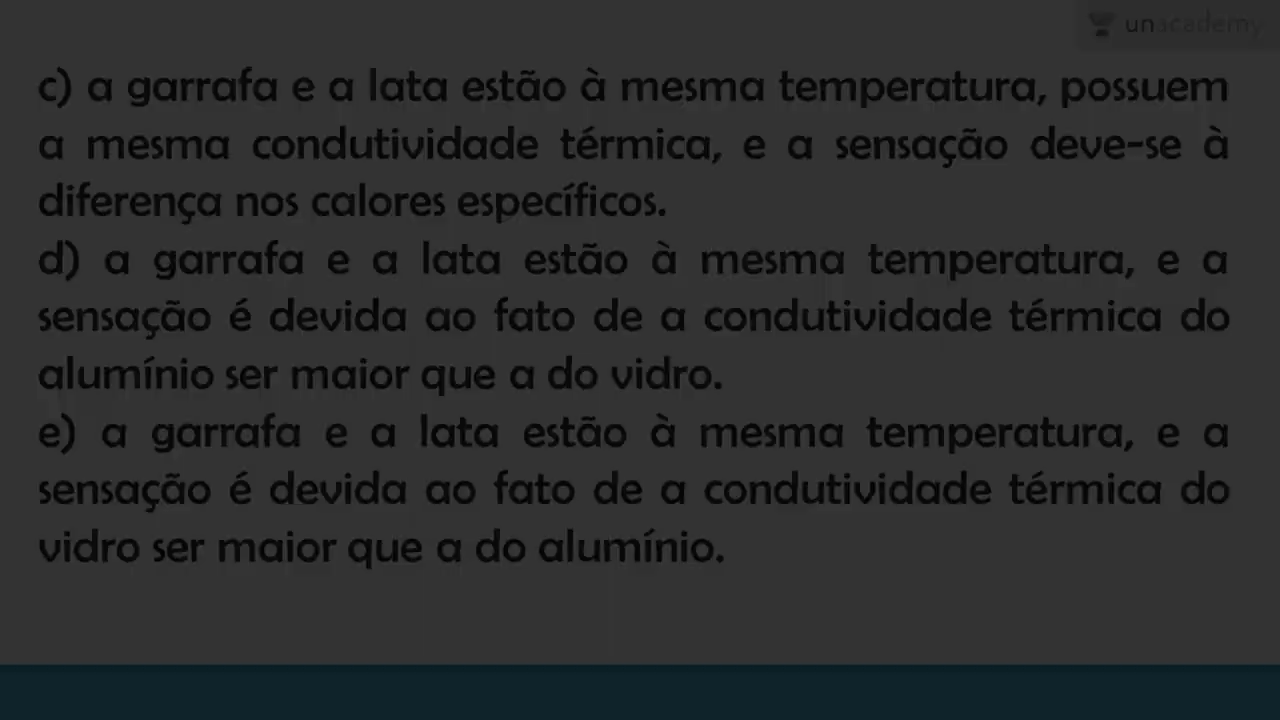 unacademy
c) a garrafa e a lata estão à mesma temperatura, possuem
a mesma condutividade térmica, e a sensação deve-se à
diferença nos calores específicos.
d) a garrafa e a lata estão à mesma temperatura, e a
sensação é devida ao fato de a condutividade térmica do
alumínio ser maior que a do vidro.
e) a garrafa e a lata estão à mesma temperatura, e a
sensação é devida ao fato de a condutividade térmica do
vidro ser maior que a do alumínio.